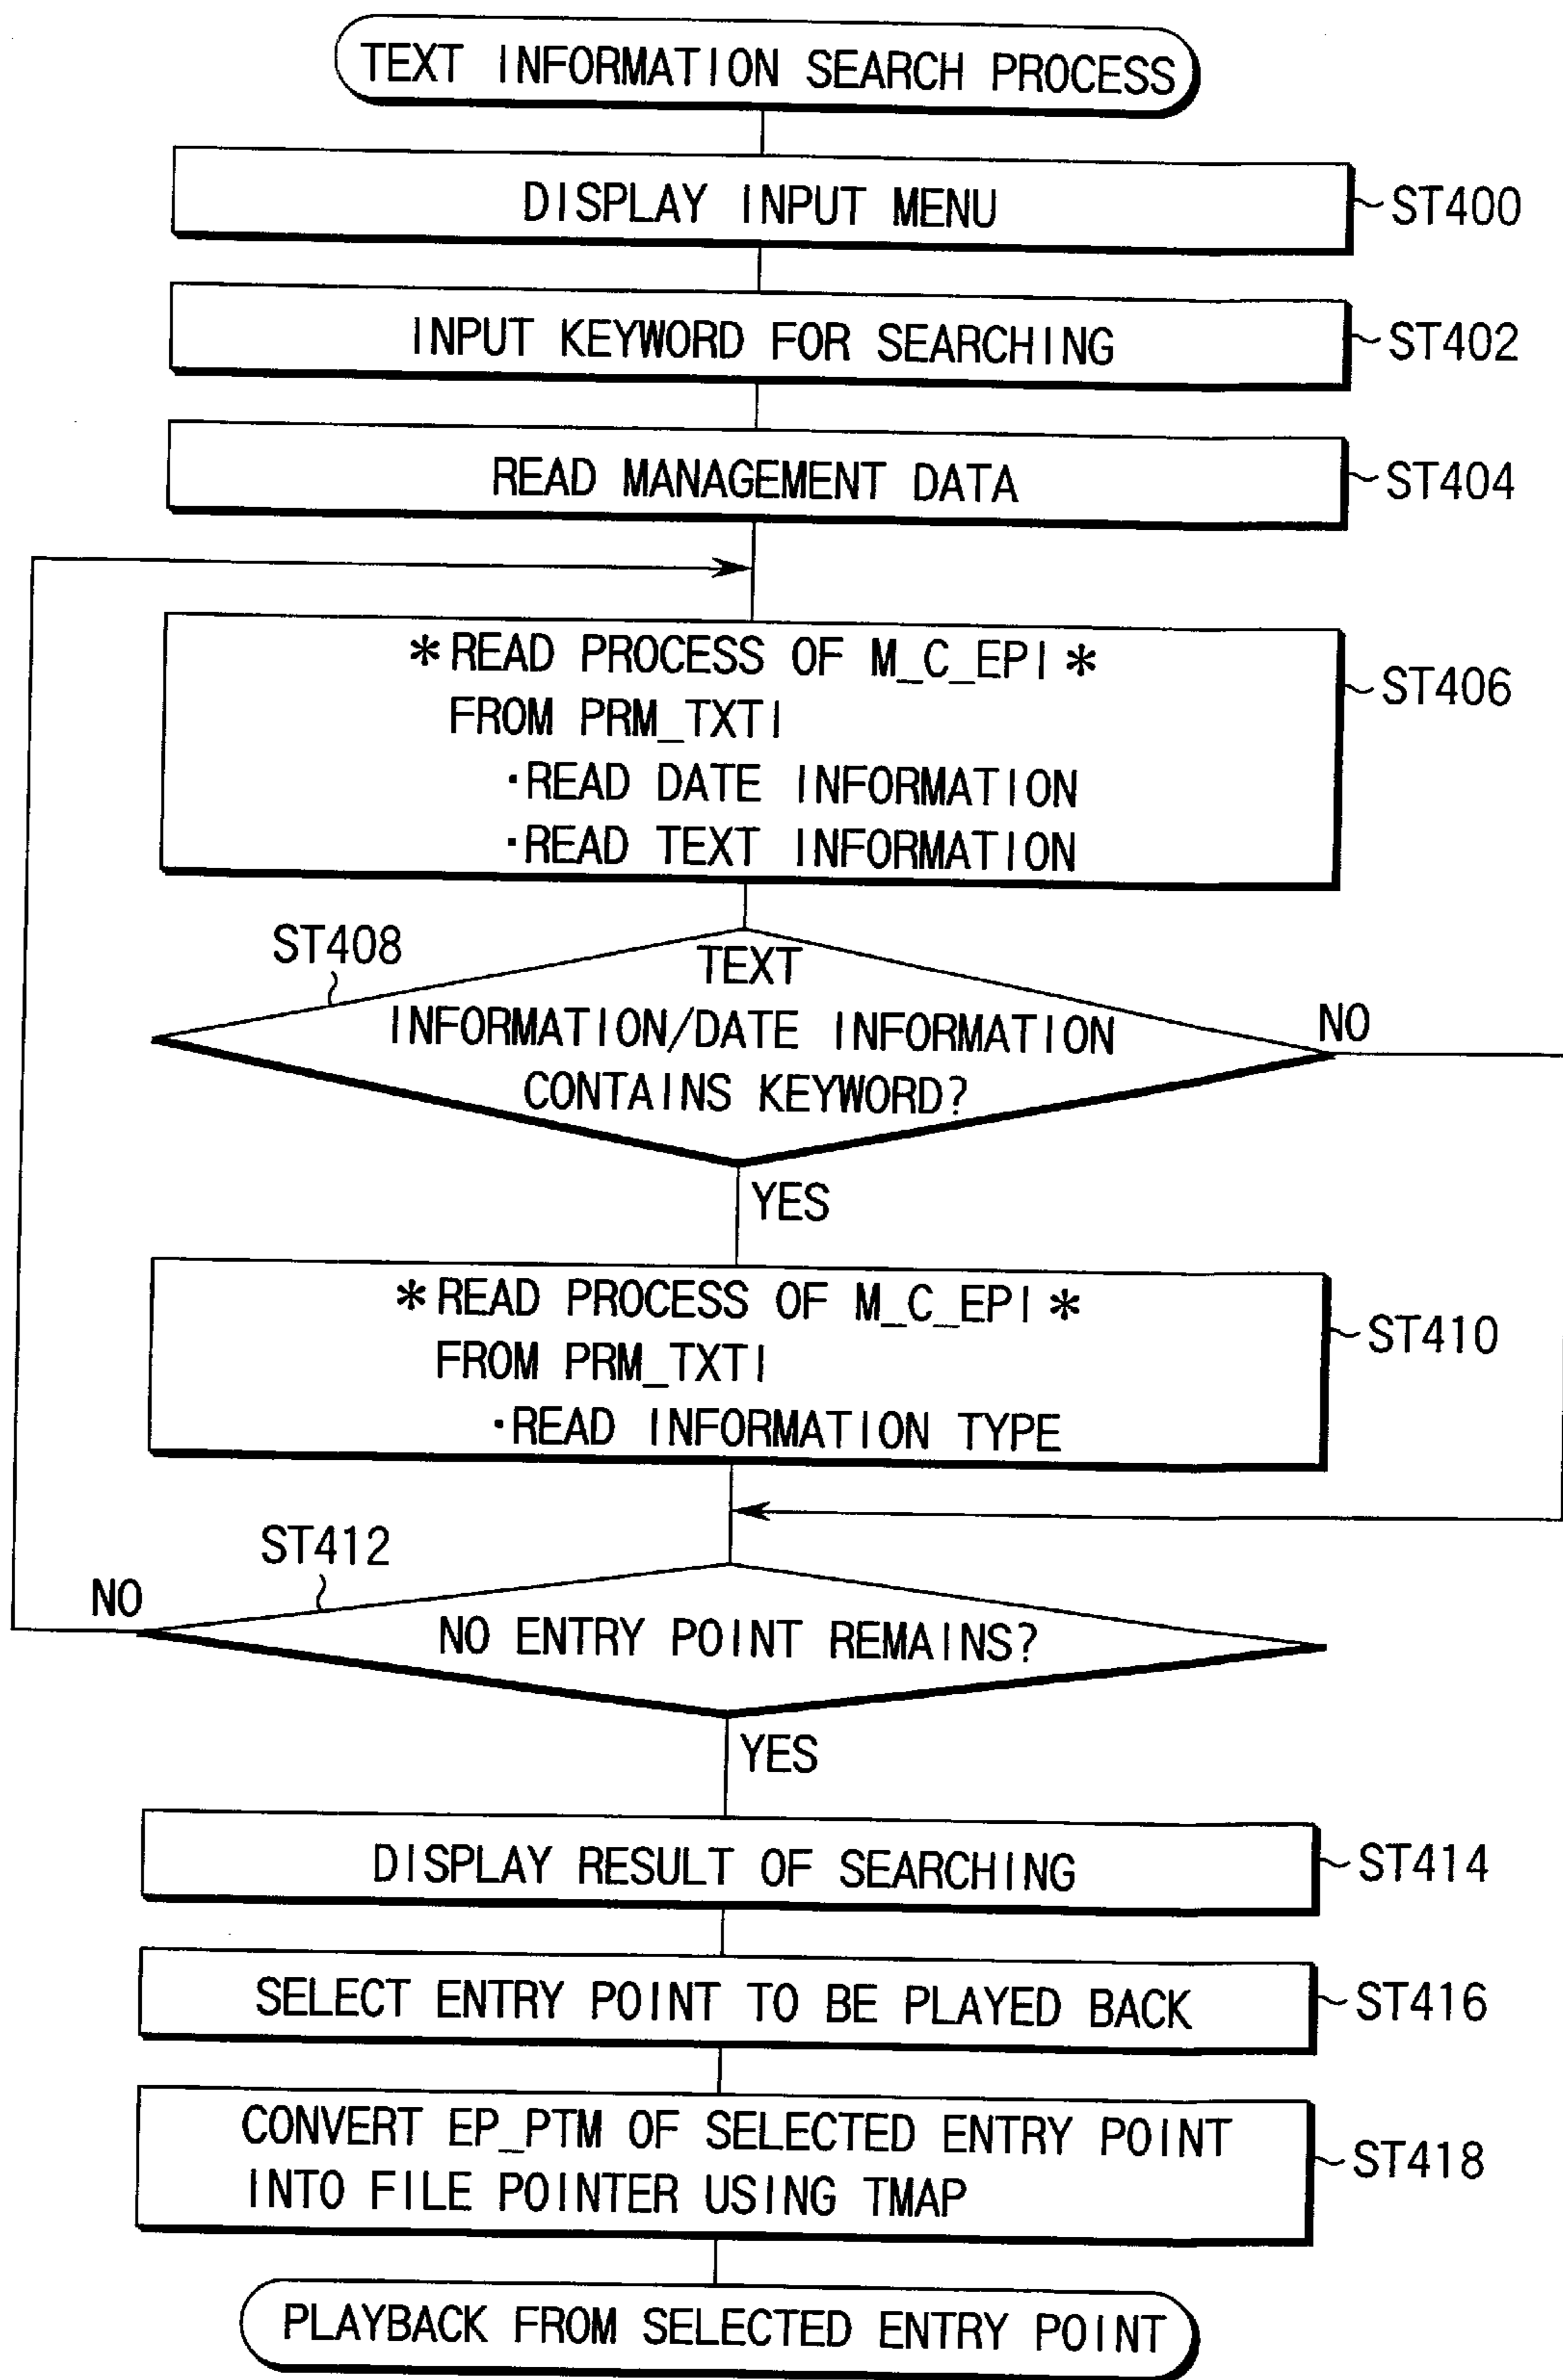 TEXT INFORMATION SEARCH PROCESS
DISPLAY INPUT MENU
ST400
INPUT KEYWORD FOR SEARCHING
ST402
READ MANAGEMENT DATA
ST404
*READ PROCESS OF M_C_EPI*
FROM PRM_TXTI
·READ DATE INFORMATION
·READ TEXT INFORMATION
ST406
ST408
TEXT
INFORMATION/DATE INFORMATION
CONTAINS KEYWORD?
NO
YES
*READ PROCESS OF M_C_EPI*
FROM PRM_TXTI
·READ INFORMATION TYPE
ST410
ST412
NO
NO ENTRY POINT REMAINS?
YES
DISPLAY RESULT OF SEARCHING
ST414
SELECT ENTRY POINT TO BE PLAYED BACK
ST416
CONVERT EP_PTM OF SELECTED ENTRY POINT
INTO FILE POINTER USING TMAP
ST418
PLAYBACK FROM SELECTED ENTRY POINT